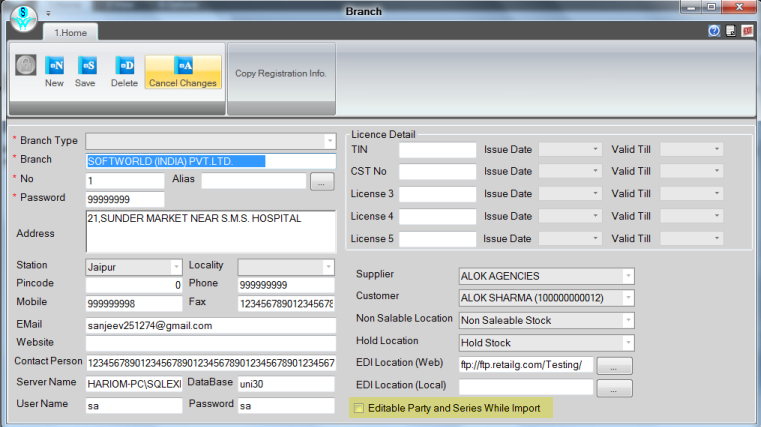 Branch
1.Home
New Save Delete Cancel Changes Copy Registration Info.
* Branch Type
* Branch SOFTWORLD (INDIA) PVT.LTD.
* No 1 Alias ...
* Password 99999999
Address 21,SUNDER MARKET NEAR S.M.S. HOSPITAL
Station Jaipur Locality
Pincode 0 Phone 999999999
Mobile 999999998 Fax 12345678901234567
EMail sanjeev251274@gmail.com
Website
Contact Person 1234567890123456789012345678901234567
Server Name HARIOM-PC\SQLEXI DataBase uni30
User Name sa Password sa
Licence Detail
TIN Issue Date Valid Till
CST No Issue Date Valid Till
License 3 Issue Date Valid Till
License 4 Issue Date Valid Till
License 5 Issue Date Valid Till
Supplier ALOK AGENCIES
Customer ALOK SHARMA (100000000012)
Non Salable Location Non Saleable Stock
Hold Location Hold Stock
EDI Location (Web) ftp://ftp.retailg.com/Testing/ ...
EDI Location (Local) ...
Editable Party and Series While Import